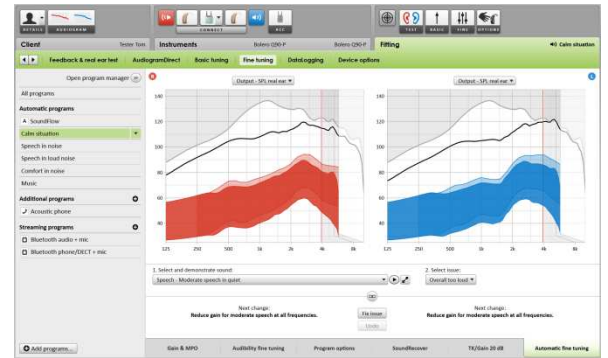 DETAILS AUDIOGRAM CONNECT ACC TEST BASIC FINE OPTIONS
Client Tester Tom Instruments Bolero Q90-P Bolero Q90-P Fitting Calm situation
Feedback & real ear test AudiogramDirect Basic tuning Fine tuning DataLogging Device options
Open program manager
Output - SPL real ear Output - SPL real ear
All programs
Automatic programs
SoundFlow
Calm situation
Speech in noise
Speech in loud noise
Comfort in noise
Music
Additional programs
Acoustic phone
Streaming programs
Bluetooth audio + mic
Bluetooth phone/DECT + mic
140 140
120 120
100 100
80 80
60 60
40 40
125 250 500 1k 2k 4k 8k 125 250 500 1k 2k 4k 8k
1. Select and demonstrate sound: 2. Select issue:
Speech - Moderate speech in quiet Overall too loud
Next change: Next change:
Reduce gain for moderate speech at all frequencies. Fix issue Reduce gain for moderate speech at all frequencies.
Undo
Add programs... Gain & MPO Audibility fine tuning Program options SoundRecover TK/Gain 20 dB Automatic fine tuning